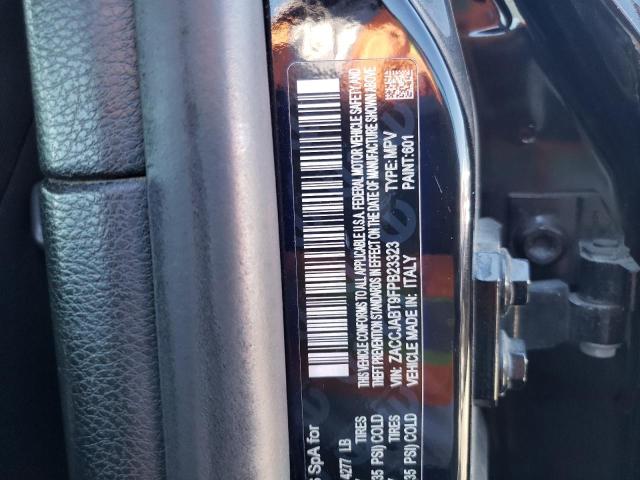 S SpA for
4277 LB
TIRES
35 PSI) COLD
TIRES
35 PSI) COLD
THIS VEHICLE CONFORMS TO ALL APPLICABLE U.S.A. FEDERAL MOTOR VEHICLE SAFETY AND
THEFT PREVENTION STANDARDS IN EFFECT ON THE DATE OF MANUFACTURE SHOWN ABOVE
VIN: ZACCJABT9FPB23323 TYPE: MPV
VEHICLE MADE IN: ITALY PAINT: 601